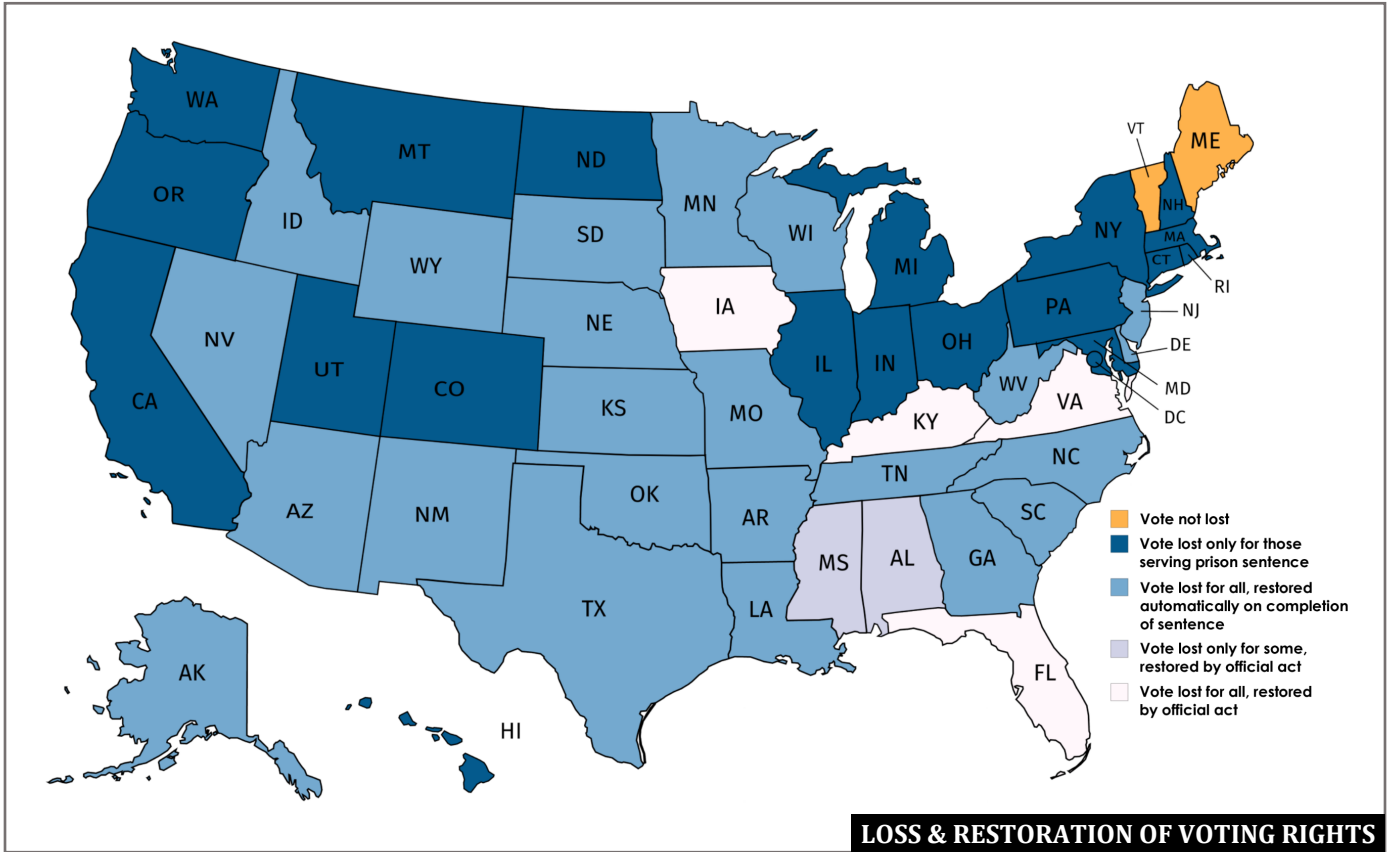 WA
MT
ND
MN
VT
ME
OR
ID
SD
WI
NY
NH
MA
CT
RI
WY
MI
IA
PA
NJ
NV
NE
OH
DE
UT
CO
IL
IN
WV
MD
CA
KS
MO
KY
VA
DC
TN
NC
AZ
NM
OK
AR
SC
MS
AL
GA
TX
LA
AK
HI
FL
Vote not lost
Vote lost only for those
serving prison sentence
Vote lost for all, restored
automatically on completion
of sentence
Vote lost only for some,
restored by official act
Vote lost for all, restored
by official act
LOSS & RESTORATION OF VOTING RIGHTS